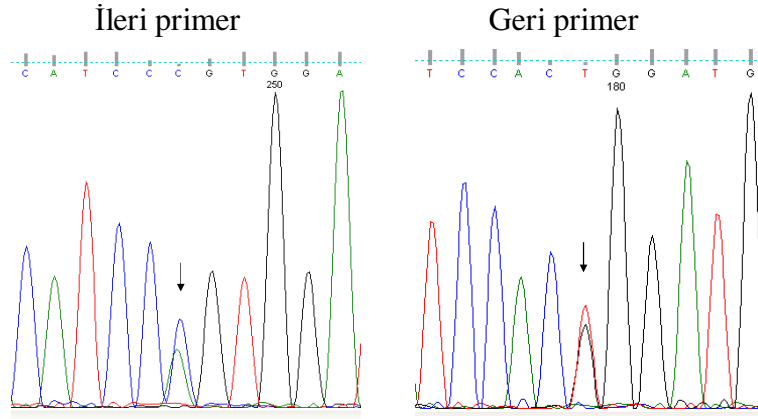 İleri primer
Geri primer
C A T C C C G T G G A
250
T C C A C T G G A T G
180